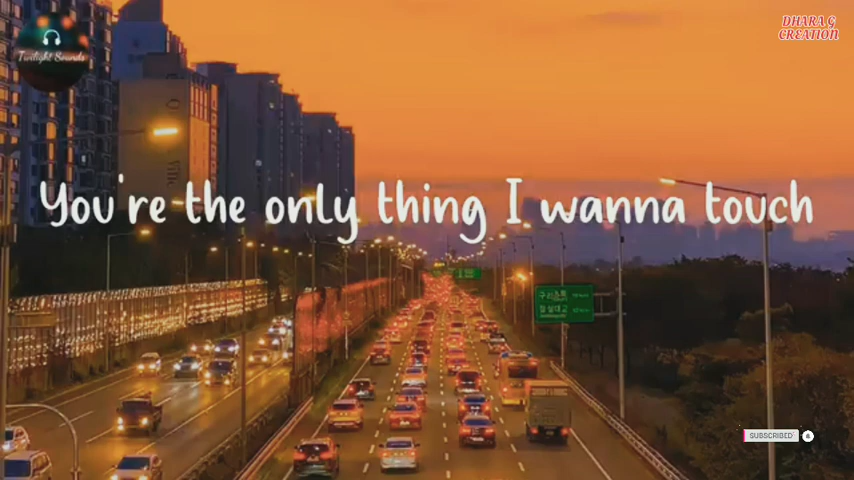 Twilight Sounds
DHARA G
CREATION
You're the only thing I wanna touch
SUBSCRIBED